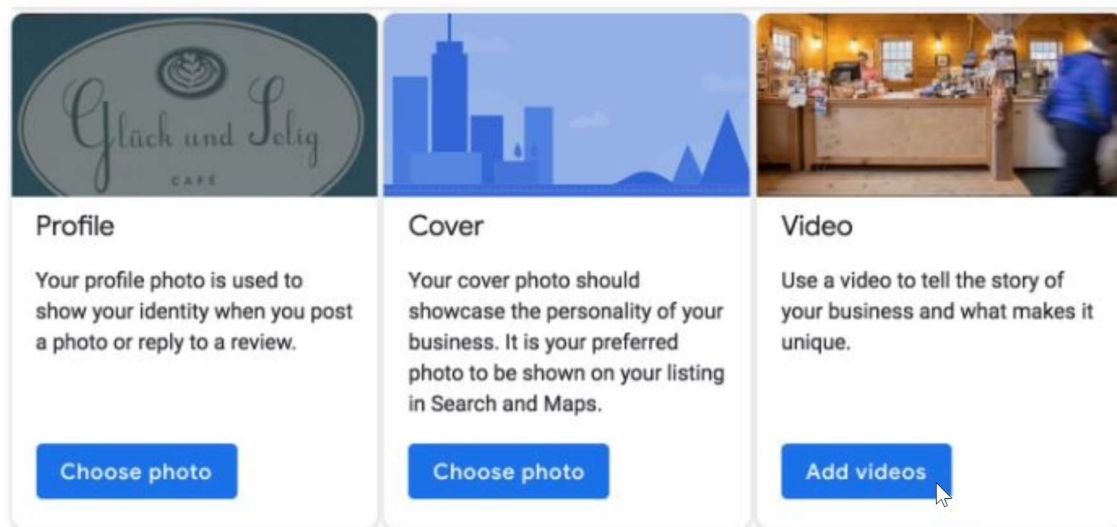 Glück und Selig
CAFÉ
Profile
Your profile photo is used to
show your identity when you post
a photo or reply to a review.
Choose photo
Cover
Your cover photo should
showcase the personality of your
business. It is your preferred
photo to be shown on your listing
in Search and Maps.
Choose photo
Video
Use a video to tell the story of
your business and what makes it
unique.
Add videos